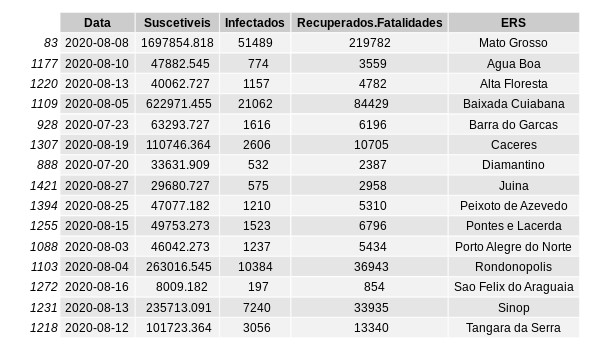 Data Suscetiveis Infectados Recuperados.Fatalidades ERS
83 2020-08-08 1697854.818 51489 219782 Mato Grosso
1177 2020-08-10 47882.545 774 3559 Agua Boa
1220 2020-08-13 40062.727 1157 4782 Alta Floresta
1109 2020-08-05 622971.455 21062 84429 Baixada Cuiabana
928 2020-07-23 63293.727 1616 6196 Barra do Garcas
1307 2020-08-19 110746.364 2606 10705 Caceres
888 2020-07-20 33631.909 532 2387 Diamantino
1421 2020-08-27 29680.727 575 2958 Juina
1394 2020-08-25 47077.182 1210 5310 Peixoto de Azevedo
1255 2020-08-15 49753.273 1523 6796 Pontes e Lacerda
1088 2020-08-03 46042.273 1237 5434 Porto Alegre do Norte
1103 2020-08-04 263016.545 10384 36943 Rondonopolis
1272 2020-08-16 8009.182 197 854 Sao Felix do Araguaia
1231 2020-08-13 235713.091 7240 33935 Sinop
1218 2020-08-12 101723.364 3056 13340 Tangara da Serra